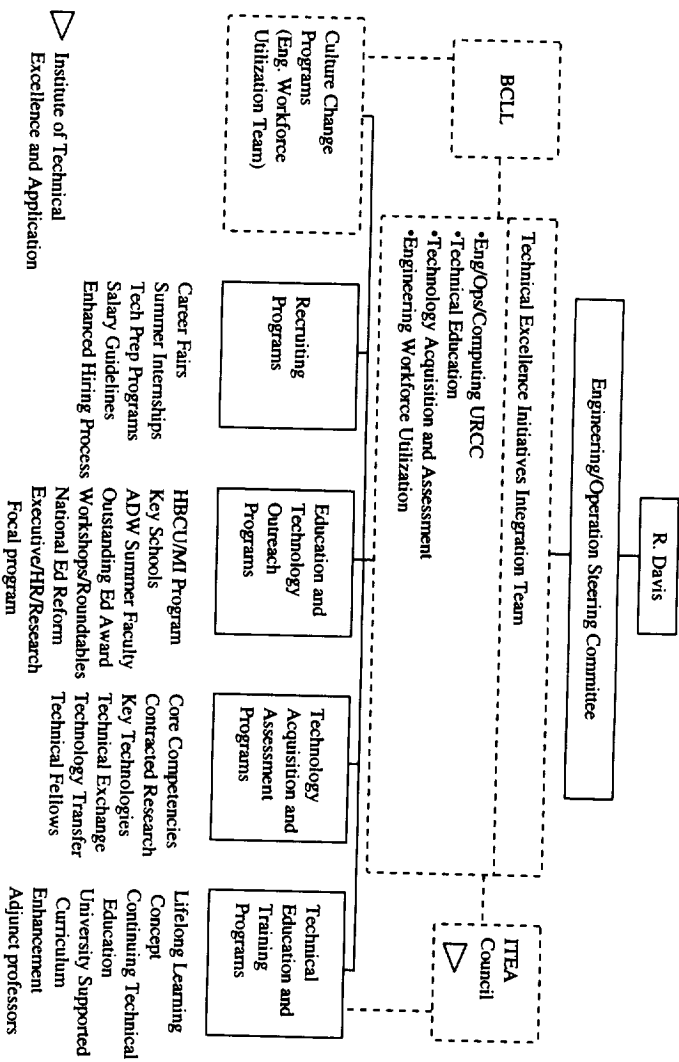 R. Davis
Engineering/Operation Steering Committee
Technical Excellence Initiatives Integration Team
•Eng/Ops/Computing URCC
•Technical Education
•Technology Acquisition and Assessment
•Engineering Workforce Utilization
BCLL
ITEA
Council
Culture Change
Programs
(Eng. Workforce
Utilization Team)
Recruiting
Programs
Career Fairs
Summer Internships
Tech Prep Programs
Salary Guidelines
Enhanced Hiring Process
Education and
Technology
Outreach
Programs
HBCU/MI Program
Key Schools
ADW Summer Faculty
Outstanding Ed Award
Workshops/Roundtables
National Ed Reform
Executive/HR/Research
Focal program
Technology
Acquisition and
Assessment
Programs
Core Competencies
Contracted Research
Key Technologies
Technical Exchange
Technology Transfer
Technical Fellows
Technical
Education and
Training
Programs
Lifelong Learning
Concept
Continuing Technical
Education
University Supported
Curriculum
Enhancement
Adjunct professors
Institute of Technical
Excellence and Application